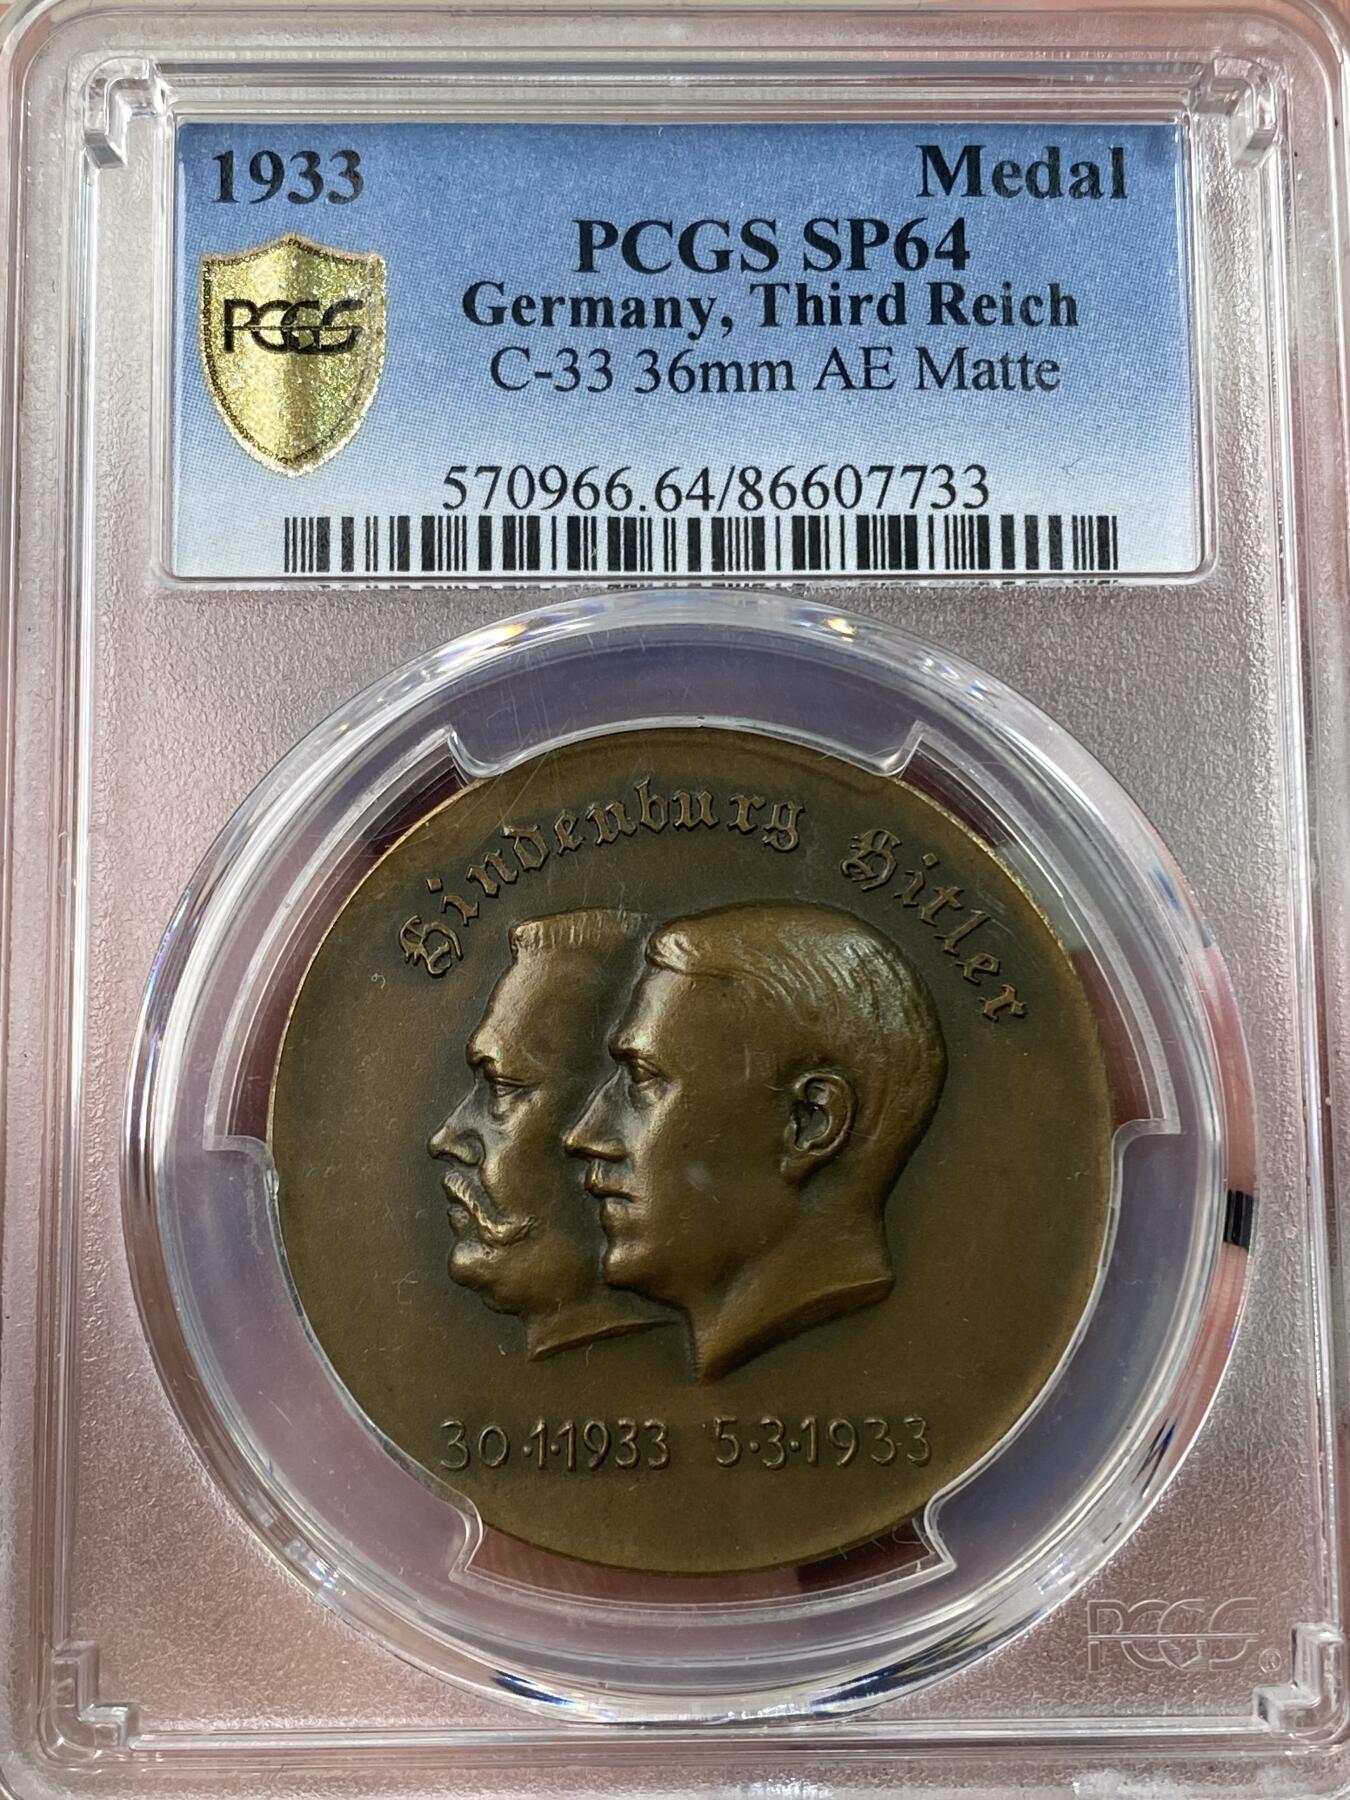 1933 Medal
PCGS SP64
Germany, Third Reich
C-33 36mm AE Matte
PCGS
570966.64/86607733
Hindenburg Hitler
30·1·1933 5·3·1933
PCGS ®